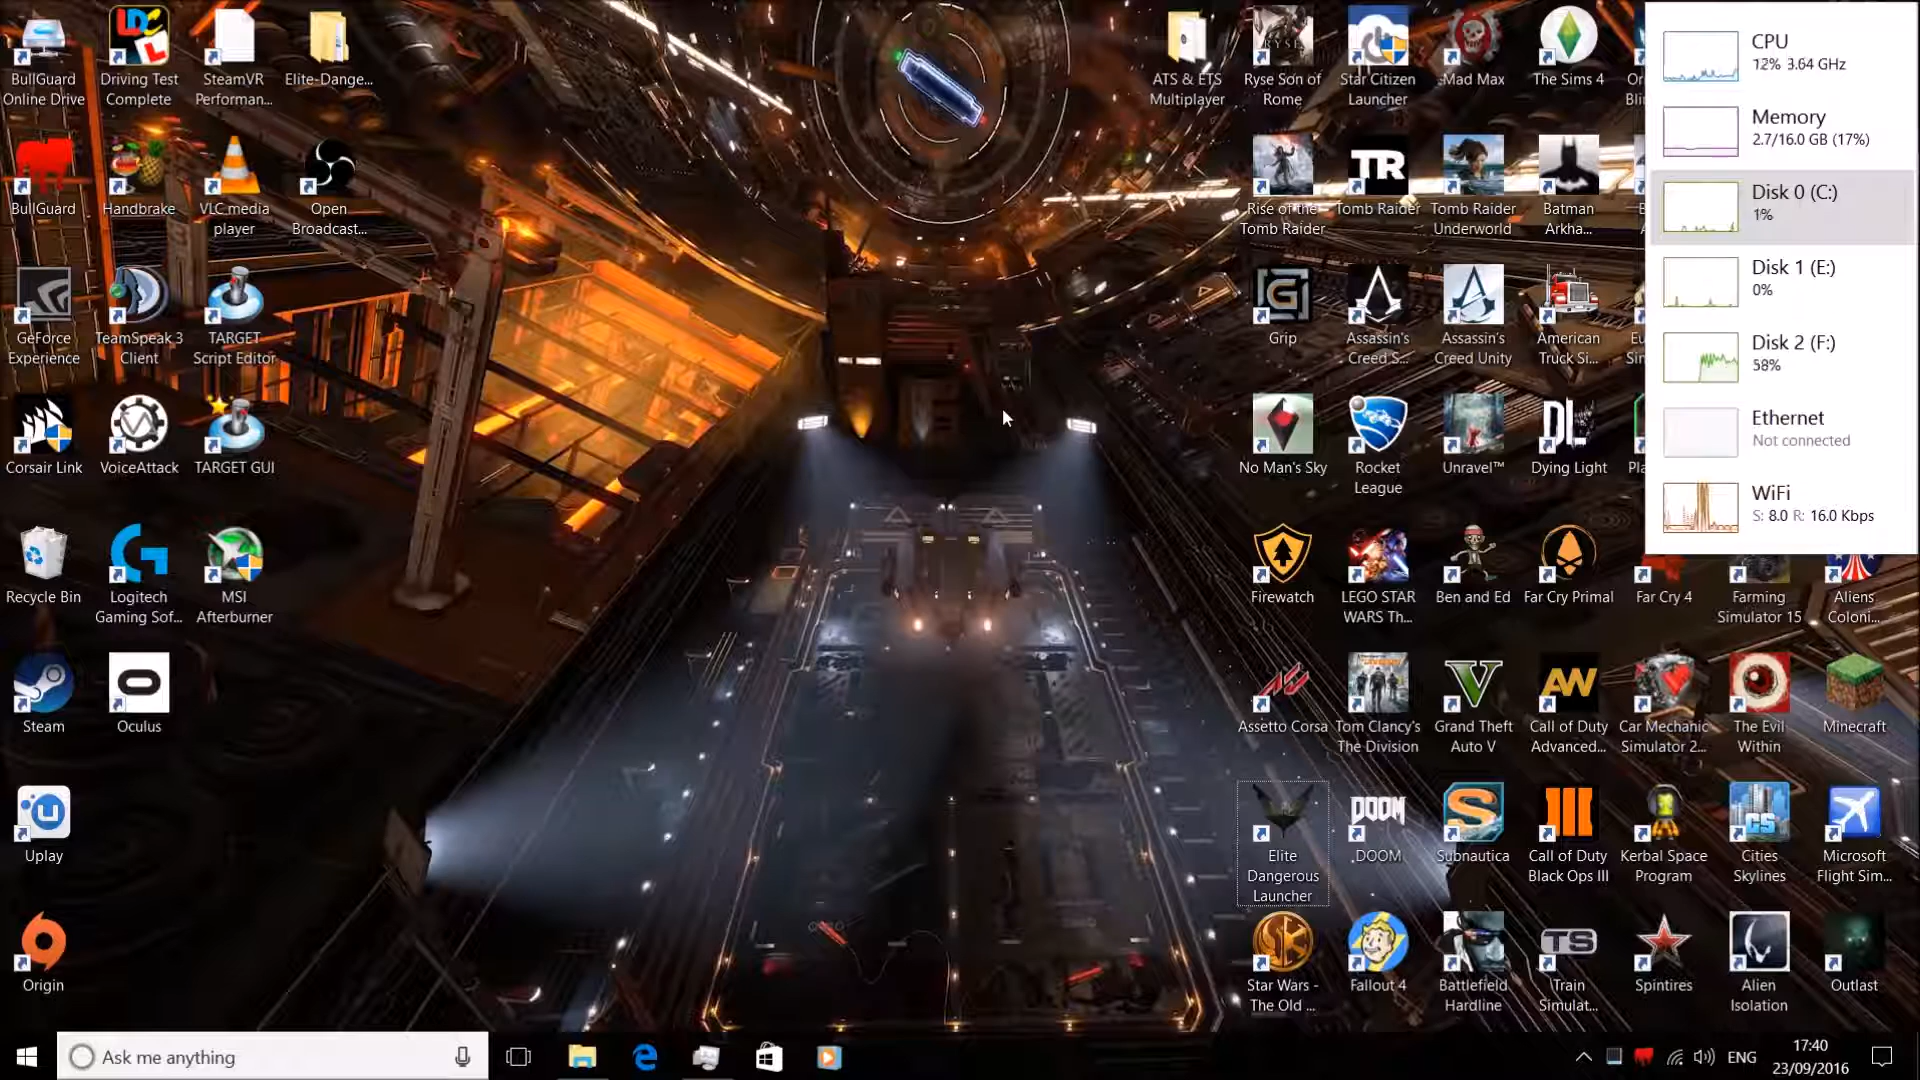 BullGuard
Online Drive
Driving Test
Complete
SteamVR
Performan...
Elite-Dange...
ATS & ETS
Multiplayer
Ryse Son of
Rome
Star Citizen
Launcher
Mad Max
The Sims 4
BullGuard
Handbrake
VLC media
player
Open
Broadcast...
Rise of the
Tomb Raider
TR
Tomb Raider
Tomb Raider
Underworld
Batman
Arkha...
GeForce
Experience
TeamSpeak 3
Client
TARGET
Script Editor
Grip
Assassin's
Creed S...
Assassin's
Creed Unity
American
Truck Si...
Corsair Link
VoiceAttack
TARGET GUI
No Man's Sky
Rocket
League
Unravel™
DL
Dying Light
Recycle Bin
Logitech
Gaming Sof...
MSI
Afterburner
Firewatch
LEGO STAR
WARS Th...
Ben and Ed
Far Cry Primal
Far Cry 4
Farming
Simulator 15
Aliens
Coloni...
Steam
Oculus
Assetto Corsa
Tom Clancy's
The Division
Grand Theft
Auto V
AW
Call of Duty
Advanced...
Car Mechanic
Simulator 2...
The Evil
Within
Minecraft
Uplay
Elite
Dangerous
Launcher
DOOM
DOOM
Subnautica
Call of Duty
Black Ops III
Kerbal Space
Program
CS
Cities
Skylines
Microsoft
Flight Sim...
Origin
Star Wars -
The Old ...
Fallout 4
Battlefield
Hardline
TS
Train
Simulat...
Spintires
Alien
Isolation
Outlast
CPU
12% 3.64 GHz
Memory
2.7/16.0 GB (17%)
Disk 0 (C:)
1%
Disk 1 (E:)
0%
Disk 2 (F:)
58%
Ethernet
Not connected
WiFi
S: 8.0 R: 16.0 Kbps
Ask me anything
ENG
17:40
23/09/2016